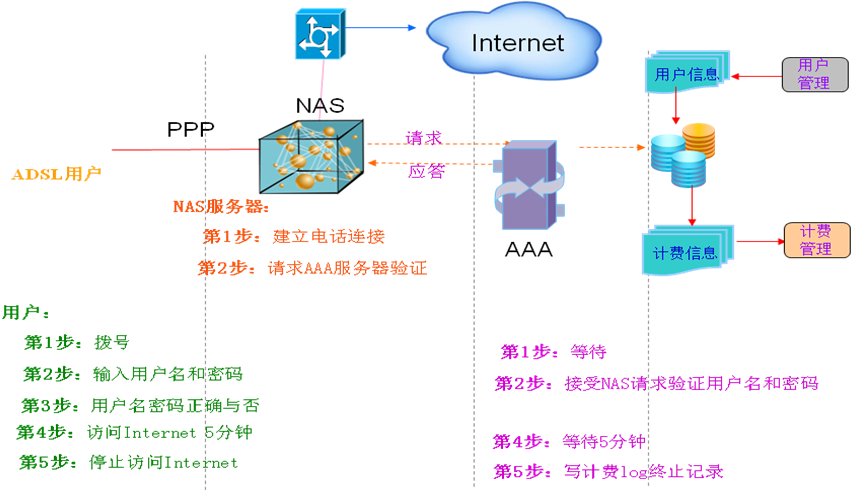 Internet
用户信息
用户
管理
NAS
PPP
请求
ADSL用户
应答
NAS服务器：
第1步：建立电话连接
第2步：请求AAA服务器验证
AAA
计费信息
计费
管理
用户：
第1步：拨号
第2步：输入用户名和密码
第3步：用户名密码正确与否
第4步：访问Internet 5分钟
第5步：停止访问Internet
第1步：等待
第2步：接受NAS请求验证用户名和密码
第4步：等待5分钟
第5步：写计费log终止记录